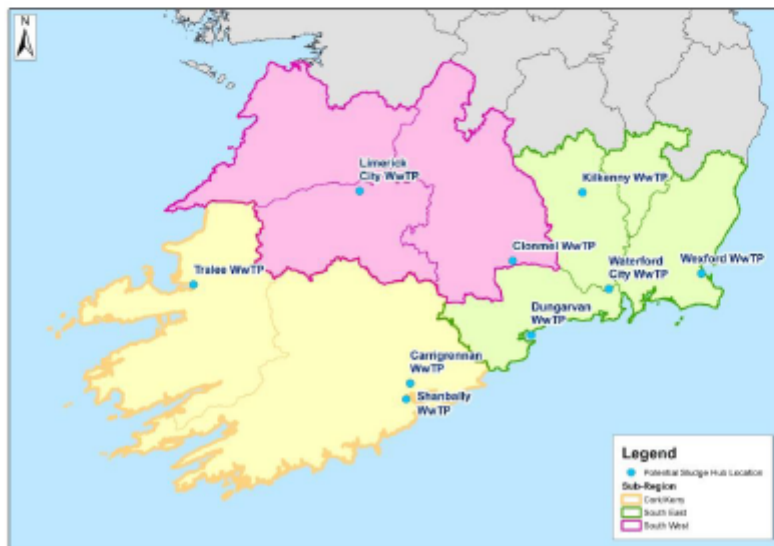 N
Limerick
City WwTP
Kilkenny WwTP
Clonmel WwTP
Waterford
City WwTP
Wexford WwTP
Tralee WwTP
Dungarvan
WwTP
Carrigrennan
WwTP
Shanbally
WwTP
Legend
Potential Sludge Hub Location
Sub-Region
Cork/Kerry
South East
South West